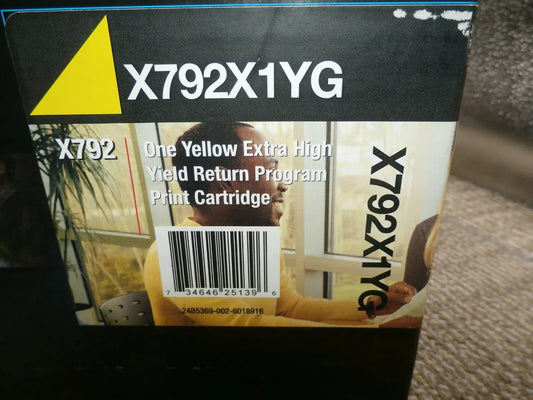 X792X1YG
X792
One Yellow Extra High
Yield Return Program
Print Cartridge
X792X1YG
7 34646 25139 6
24B5369-002-6018916